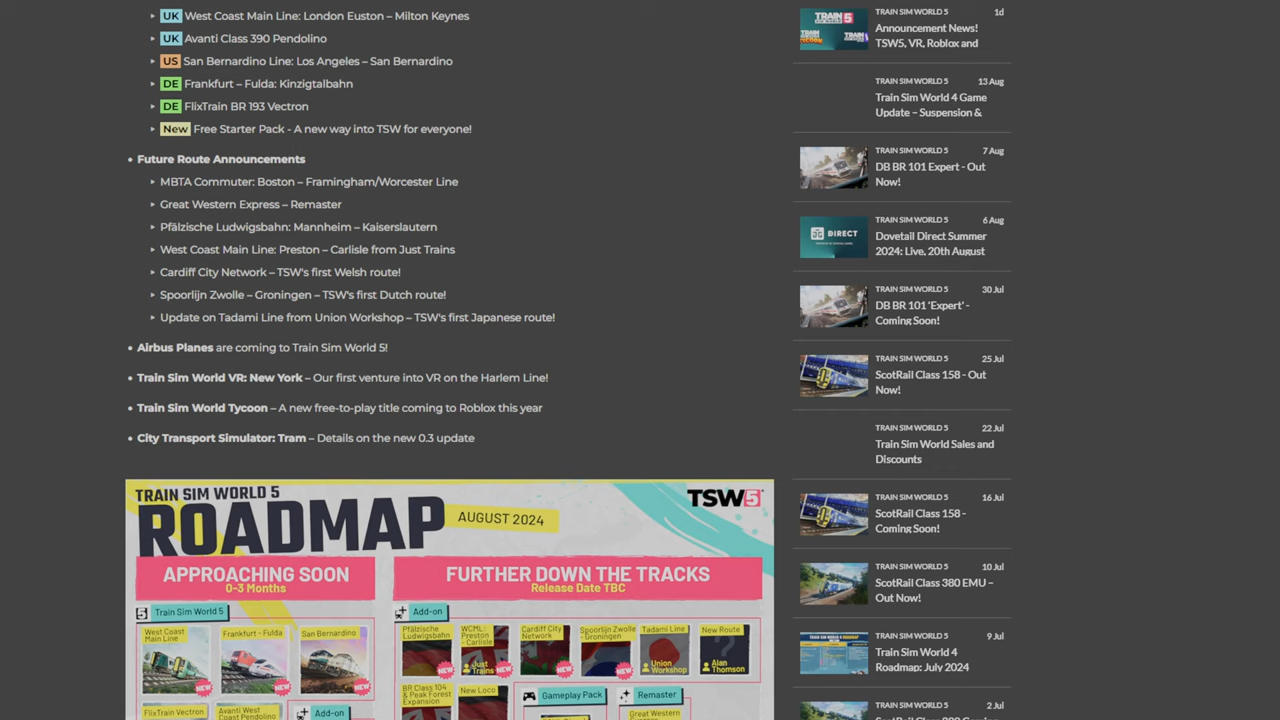 UK West Coast Main Line: London Euston – Milton Keynes
UK Avanti Class 390 Pendolino
US San Bernardino Line: Los Angeles – San Bernardino
DE Frankfurt – Fulda: Kinzigtalbahn
DE FlixTrain BR 193 Vectron
New Free Starter Pack - A new way into TSW for everyone!
Future Route Announcements
MBTA Commuter: Boston – Framingham/Worcester Line
Great Western Express – Remaster
Pfälzische Ludwigsbahn: Mannheim – Kaiserslautern
West Coast Main Line: Preston – Carlisle from Just Trains
Cardiff City Network – TSW's first Welsh route!
Spoorlijn Zwolle – Groningen – TSW's first Dutch route!
Update on Tadami Line from Union Workshop – TSW's first Japanese route!
Airbus Planes are coming to Train Sim World 5!
Train Sim World VR: New York – Our first venture into VR on the Harlem Line!
Train Sim World Tycoon – A new free-to-play title coming to Roblox this year
City Transport Simulator: Tram – Details on the new 0.3 update
TRAIN SIM WORLD 5
ROADMAP
AUGUST 2024
TSW5
APPROACHING SOON
0-3 Months
FURTHER DOWN THE TRACKS
Release Date TBC
5 Train Sim World 5
West Coast
Main Line
NEW
Frankfurt - Fulda
NEW
San Bernardino
NEW
FlixTrain Vectron
Avanti West
Coast Pendolino
Add-on
Add-on
Pfälzische
Ludwigsbahn
NEW
WCML:
Preston
- Carlisle
Just
Trains
NEW
Cardiff City
Network
NEW
Spoorlijn Zwolle
- Groningen
NEW
Tadami Line
Union
Workshop
New Route
Alan
Thomson
BR Class 104
& Peak Forest
Expansion
New Loco
Gameplay Pack
Remaster
Great Western
TRAIN SIM WORLD 5 1d
Announcement News!
TSW5, VR, Roblox and
TRAIN SIM WORLD 5 13 Aug
Train Sim World 4 Game
Update – Suspension &
TRAIN SIM WORLD 5 7 Aug
DB BR 101 Expert - Out
Now!
TRAIN SIM WORLD 5 6 Aug
DIRECT
Dovetail Direct Summer
2024: Live, 20th August
TRAIN SIM WORLD 5 30 Jul
DB BR 101 'Expert' -
Coming Soon!
TRAIN SIM WORLD 5 25 Jul
ScotRail Class 158 - Out
Now!
TRAIN SIM WORLD 5 22 Jul
Train Sim World Sales and
Discounts
TRAIN SIM WORLD 5 16 Jul
ScotRail Class 158 -
Coming Soon!
TRAIN SIM WORLD 5 10 Jul
ScotRail Class 380 EMU –
Out Now!
TRAIN SIM WORLD 5 9 Jul
Train Sim World 4
Roadmap: July 2024
TRAIN SIM WORLD 5 2 Jul